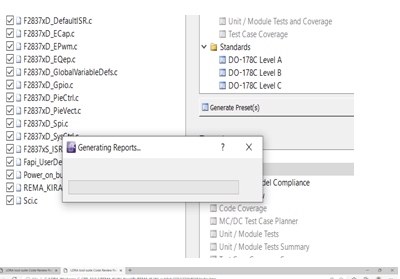 F2837xD_DefaultISR.c
F2837xD_ECap.c
F2837xD_EPwm.c
F2837xD_EQep.c
F2837xD_GlobalVariableDefs.c
F2837xD_Gpio.c
F2837xD_PieCtrl.c
F2837xD_PieVect.c
F2837xD_Spi.c
F2837xD_SysCtrl
F2837xS_ISR
Fapi_UserDe
Power_on_bu
REMA_KIRA
Sci.c
Unit / Module Tests and Coverage
Test Case Coverage
Standards
DO-178C Level A
DO-178C Level B
DO-178C Level C
Generate Preset(s)
Generating Reports...
?
X
del Compliance
Code Coverage
MC/DC Test Case Planner
Unit / Module Tests
Unit / Module Tests Summary